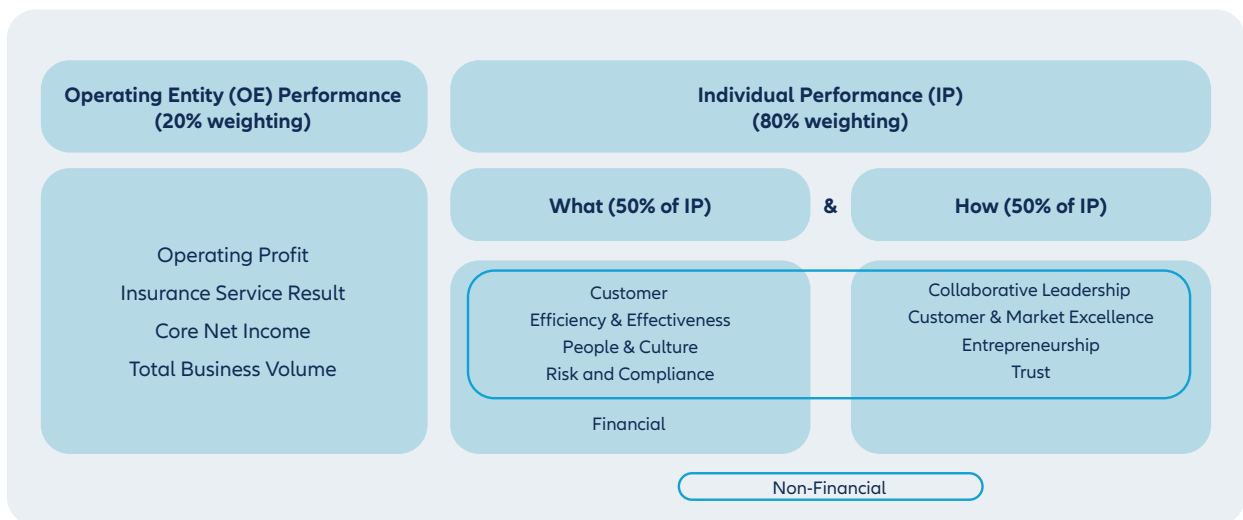 Operating Entity (OE) Performance
(20% weighting)
Individual Performance (IP)
(80% weighting)
Operating Profit
Insurance Service Result
Core Net Income
Total Business Volume
What (50% of IP)
&
How (50% of IP)
Customer
Efficiency & Effectiveness
People & Culture
Risk and Compliance
Financial
Collaborative Leadership
Customer & Market Excellence
Entrepreneurship
Trust
Non-Financial